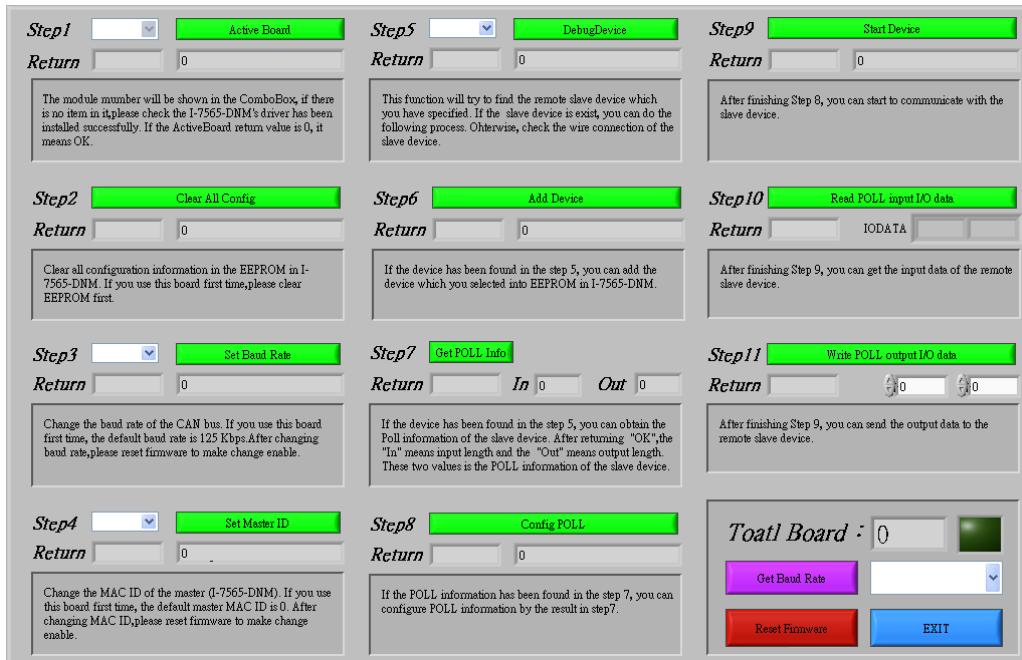 Step1
Active Board
Return
0
The module mumber will be shown in the ComboBox, if there
is no item in it,please check the I-7565-DNM's driver has been
installed successfully. If the ActiveBoard return value is 0, it
means OK.
Step2
Clear All Config
Return
0
Clear all configuration information in the EEPROM in I-
7565-DNM. If you use this board first time,please clear
EEPROM first.
Step3
Set Baud Rate
Return
0
Change the baud rate of the CAN bus. If you use this board
first time, the default baud rate is 125 Kbps.After changing
baud rate,please reset firmware to make change enable.
Step4
Set Master ID
Return
0
Change the MAC ID of the master (I-7565-DNM). If you use
this board first time, the default master MAC ID is 0. After
changing MAC ID,please reset firmware to make change
enable.
Step5
DebugDevice
Return
0
This function will try to find the remote slave device which
you have specified. If the slave device is exist, you can do the
following process. Ohterwise, check the wire connection of the
slave device.
Step6
Add Device
Return
0
If the device has been found in the step 5, you can add the
device which you selected into EEPROM in I-7565-DNM.
Step7
Get POLL Info
Return
In 0
Out 0
If the device has been found in the step 5, you can obtain the
Poll information of the slave device. After returning "OK",the
"In" means input length and the "Out" means output length.
These two values is the POLL information of the slave device.
Step8
Config POLL
Return
0
If the POLL information has been found in the step 7, you can
configure POLL information by the result in step7.
Step9
Start Device
Return
0
After finishing Step 8, you can start to communicate with the
slave device.
Step10
Read POLL input I/O data
Return
IODATA
After finishing Step 9, you can get the input data of the remote
slave device.
Step11
Write POLL output I/O data
Return
0
0
After finishing Step 9, you can send the output data to the
remote slave device.
Toatl Board : 0
Get Baud Rate
Reset Firmware
EXIT